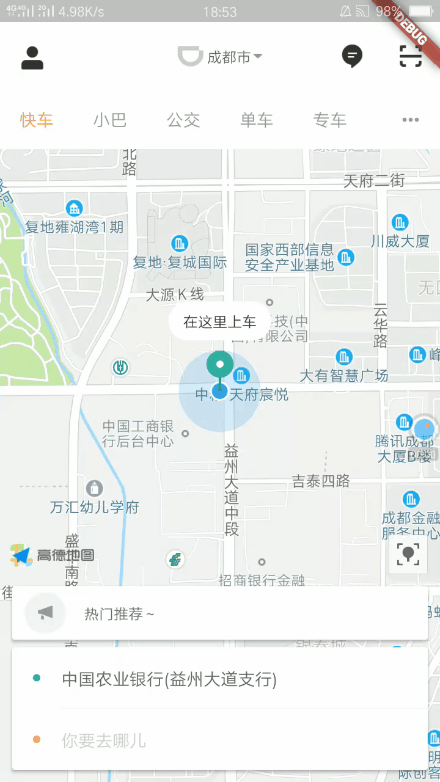 4G 4G 2G 4.98K/s 18:53 98%
DEBUG
成都市
快车 小巴 公交 单车 专车
北路
天府二街
复地雍湖湾1期
川威大厦
复地·复城国际
国家西部信息
安全产业基地
大源K线
云华路
在这里上车
大有智慧广场
天府宸悦
中国工商银
行后台中心
腾讯成都
大厦B楼
益州大道中段
吉泰四路
万汇幼儿学府
成都金融
服务中心
高德地图
招商银行金融
热门推荐 ~
中国农业银行(益州大道支行)
你要去哪儿
际创客